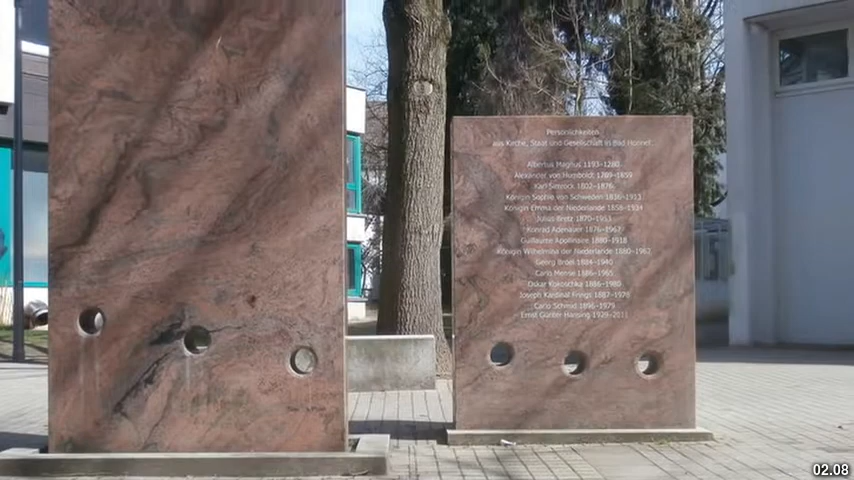 Persönlichkeiten
aus Kirche, Staat und Gesellschaft in Bad Honnef:
Albertus Magnus 1193-1280
Alexander von Humboldt 1769-1859
Karl Simrock 1802-1876
Königin Sophie von Schweden 1836-1913
Königin Emma der Niederlande 1858-1934
Julius Bretz 1870-1953
Konrad Adenauer 1876-1967
Guillaume Apollinaire 1880-1918
Königin Wilhelmina der Niederlande 1880-1962
Georg Broel 1884-1940
Carlo Mense 1886-1965
Oskar Kokoschka 1886-1980
Joseph Kardinal Frings 1887-1978
Carlo Schmid 1896-1979
Ernst Günter Hansing 1929-2011
02.08